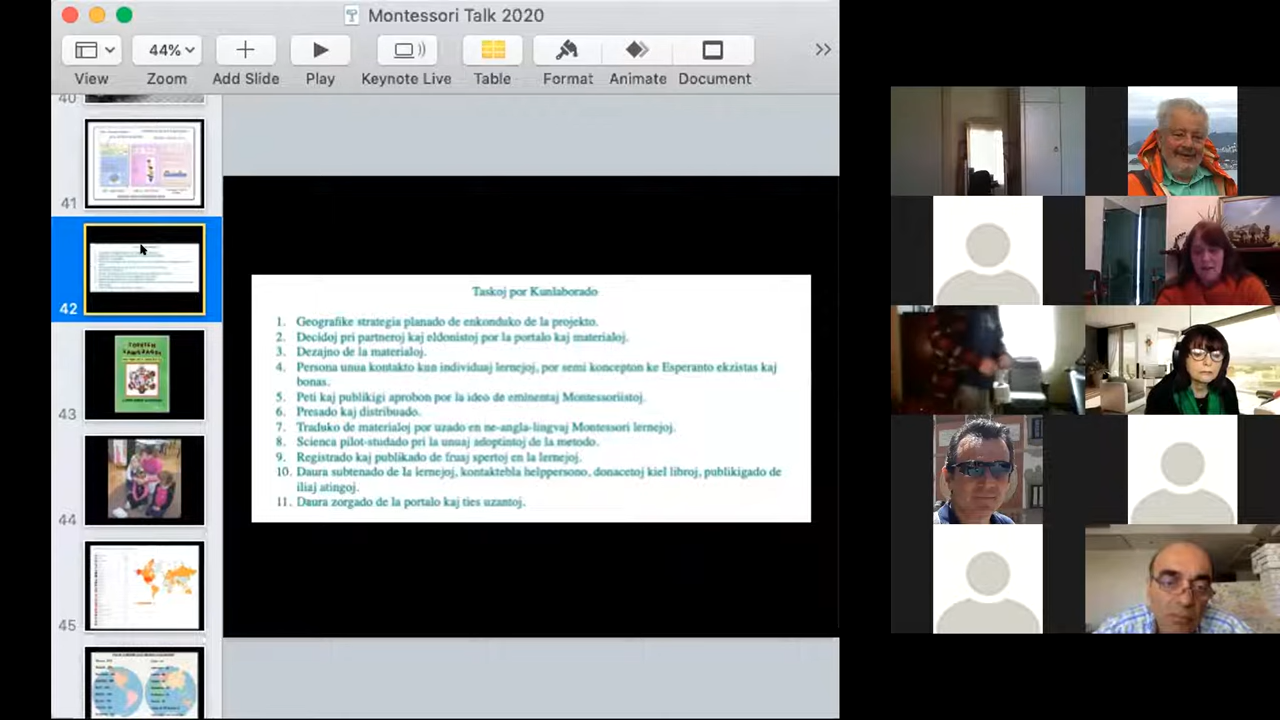 Montessori Talk 2020
44%
View
Zoom
Add Slide
Play
Keynote Live
Table
Format
Animate
Document
40
41
42
43
44
45
Taskoj por Kunlaborado
1. Geografike strategia planado de enkonduko de la projekto.
2. Decidoj pri partneroj kaj eldonistoj por la portalo kaj materialoj.
3. Dezajno de la materialoj.
4. Persona unua kontakto kun individuaj lernejoj, por semi koncepton ke Esperanto ekzistas kaj
bonas.
5. Peti kaj publikigi aprobon por la ideo de eminentaj Montessoriistoj.
6. Presado kaj distribuado.
7. Traduko de materialoj por uzado en ne-angla-lingvaj Montessori lernejoj.
8. Scienca pilot-studado pri la unuaj adoptintoj de la metodo.
9. Registrado kaj publikado de fruaj spertoj en la lernejoj.
10. Daura subtenado de la lernejoj, kontaktebla helppersono, donacetoj kiel libroj, publikigado de
iliaj atingoj.
11. Daura zorgado de la portalo kaj ties uzantoj.